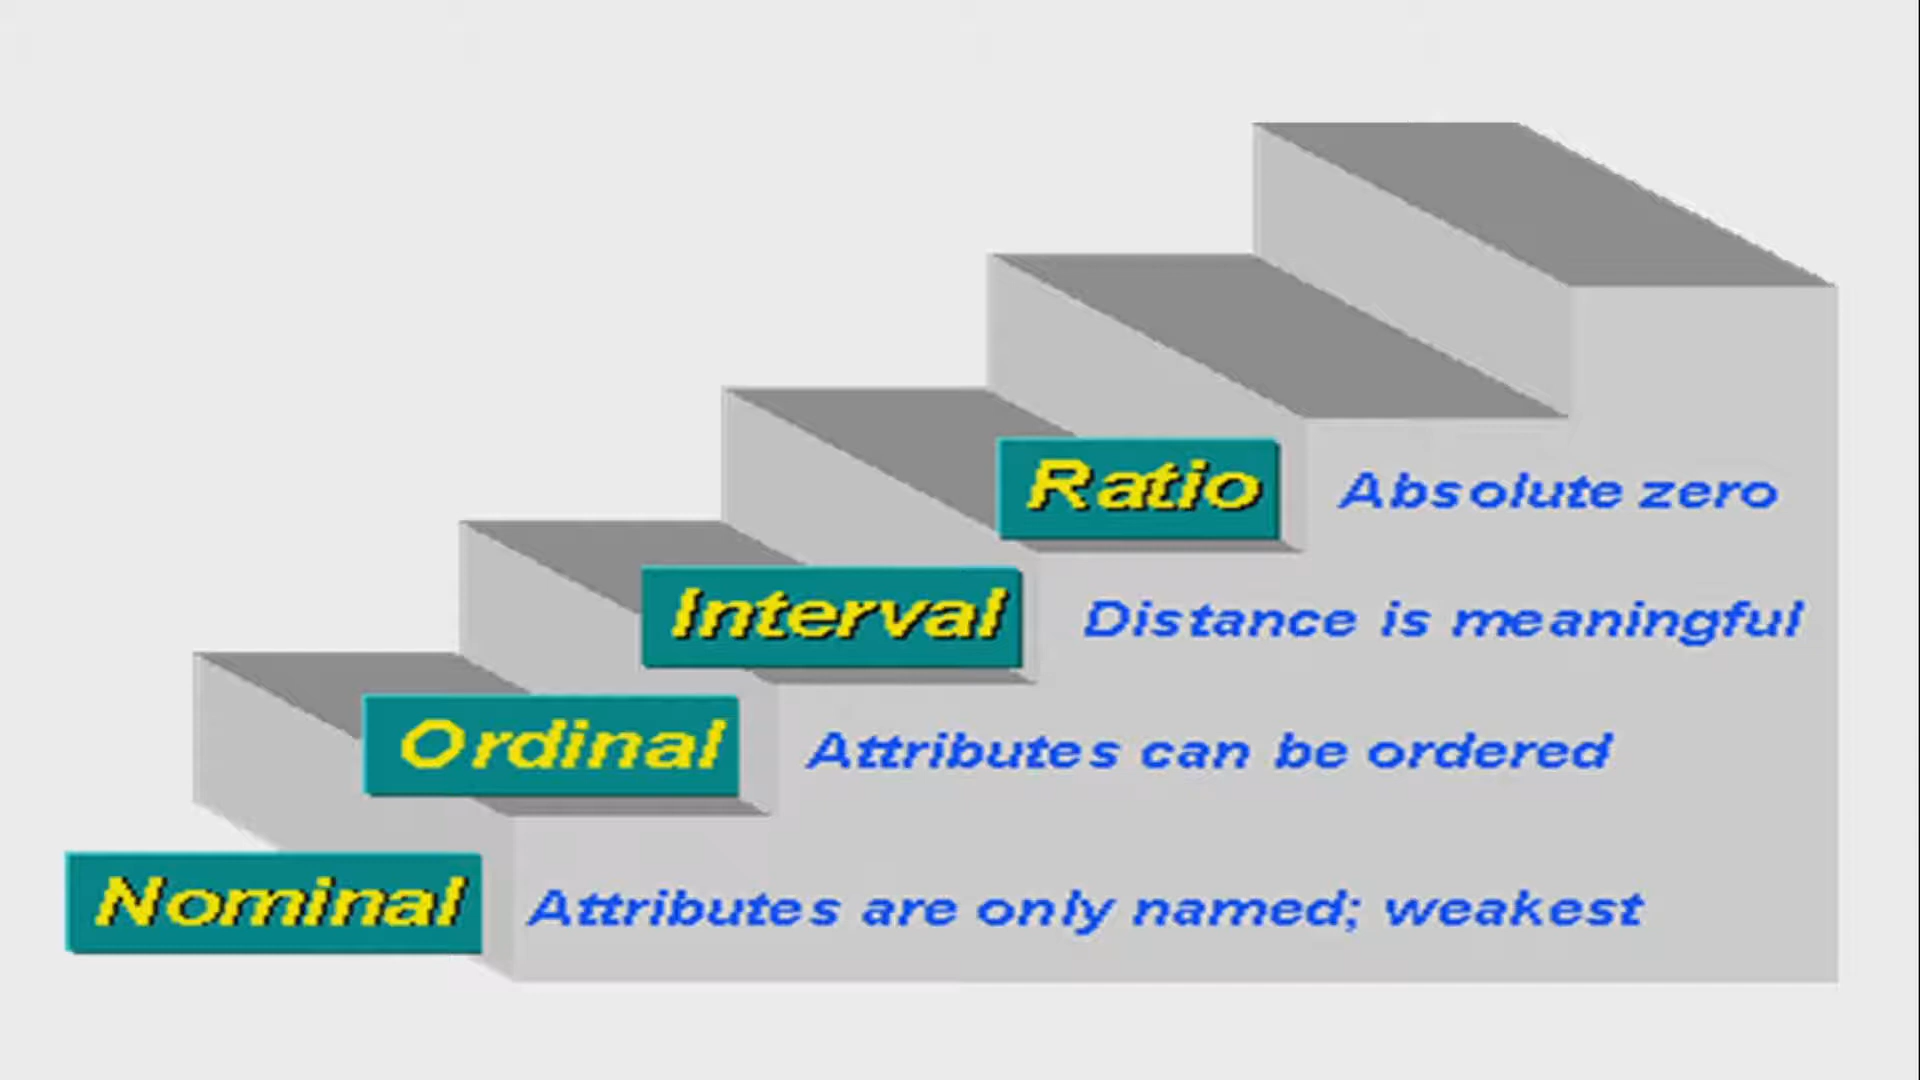 Ratio Absolute zero
Interval Distance is meaningful
Ordinal Attributes can be ordered
Nominal Attributes are only named; weakest